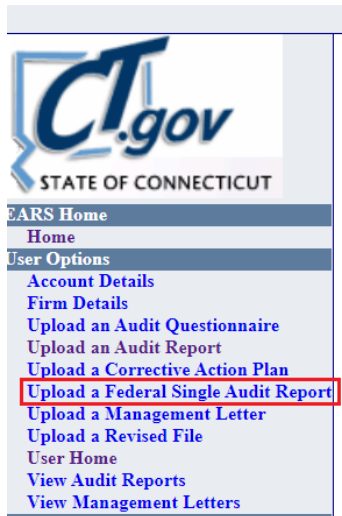 CT.gov
STATE OF CONNECTICUT
EARS Home
Home
User Options
Account Details
Firm Details
Upload an Audit Questionnaire
Upload an Audit Report
Upload a Corrective Action Plan
Upload a Federal Single Audit Report
Upload a Management Letter
Upload a Revised File
User Home
View Audit Reports
View Management Letters